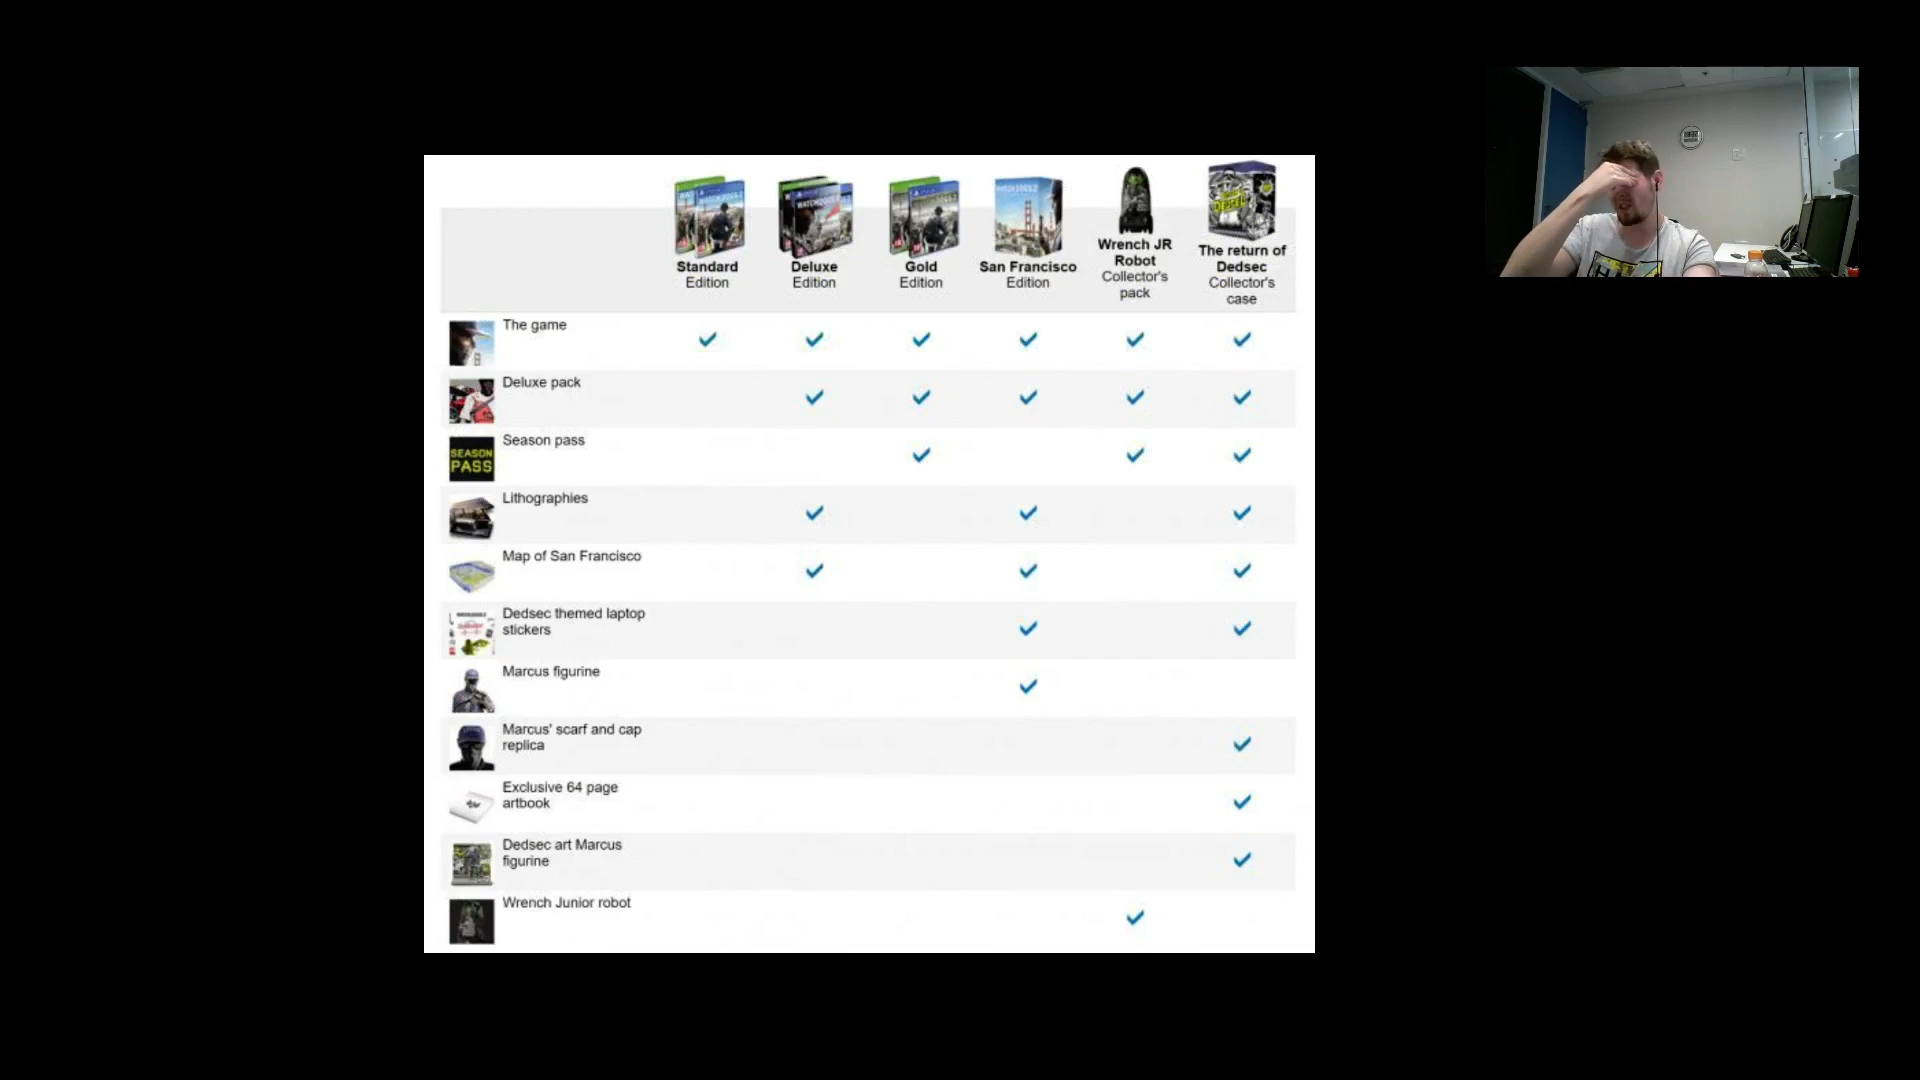 Standard
Edition
Deluxe
Edition
Gold
Edition
San Francisco
Edition
Wrench JR
Robot
Collector's
pack
The return of
Dedsec
Collector's
case
The game
Deluxe pack
Season pass
SEASON
PASS
Lithographies
Map of San Francisco
Dedsec themed laptop
stickers
Marcus figurine
Marcus' scarf and cap
replica
Exclusive 64 page
artbook
Dedsec art Marcus
figurine
Wrench Junior robot